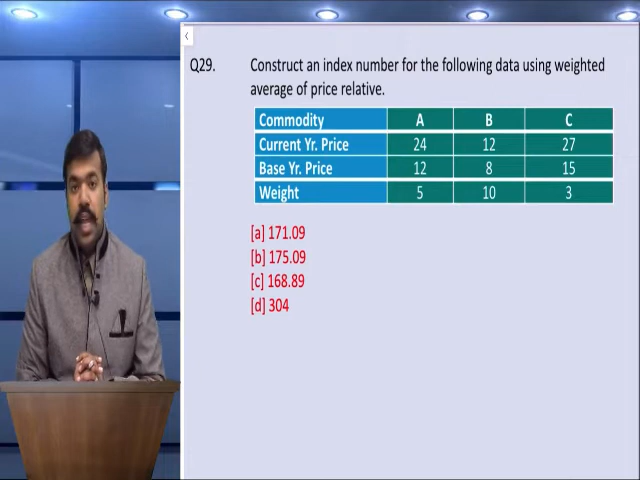 Q29. Construct an index number for the following data using weighted
average of price relative.
Commodity A B C
Current Yr. Price 24 12 27
Base Yr. Price 12 8 15
Weight 5 10 3
[a] 171.09
[b] 175.09
[c] 168.89
[d] 304